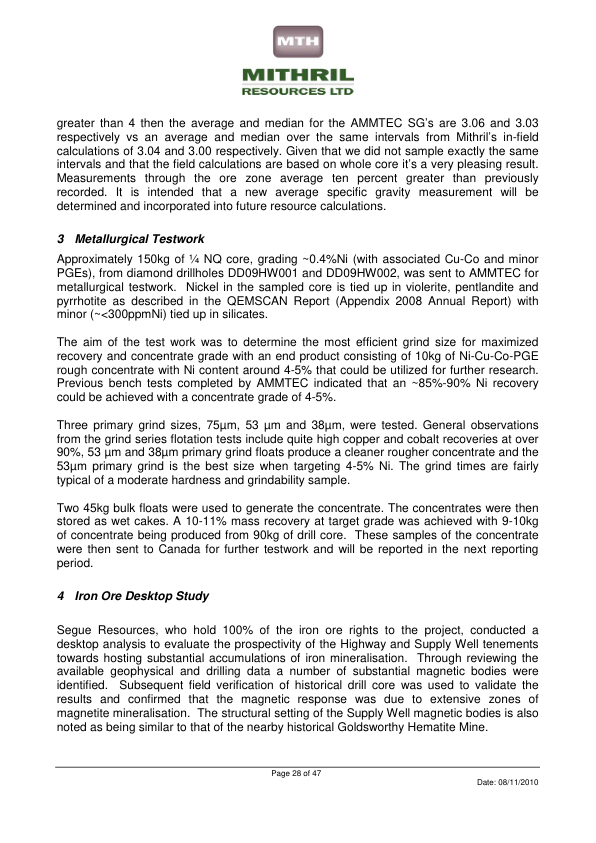 MTH
MITHRIL
RESOURCES LTD
greater than 4 then the average and median for the AMMTEC SG's are 3.06 and 3.03
respectively vs an average and median over the same intervals from Mithril's in-field
calculations of 3.04 and 3.00 respectively. Given that we did not sample exactly the same
intervals and that the field calculations are based on whole core it's a very pleasing result.
Measurements through the ore zone average ten percent greater than previously
recorded. It is intended that a new average specific gravity measurement will be
determined and incorporated into future resource calculations.
3 Metallurgical Testwork
Approximately 150kg of ¼ NQ core, grading ~0.4%Ni (with associated Cu-Co and minor
PGEs), from diamond drillholes DD09HW001 and DD09HW002, was sent to AMMTEC for
metallurgical testwork. Nickel in the sampled core is tied up in violerite, pentlandite and
pyrrhotite as described in the QEMSCAN Report (Appendix 2008 Annual Report) with
minor (~<300ppmNi) tied up in silicates.
The aim of the test work was to determine the most efficient grind size for maximized
recovery and concentrate grade with an end product consisting of 10kg of Ni-Cu-Co-PGE
rough concentrate with Ni content around 4-5% that could be utilized for further research.
Previous bench tests completed by AMMTEC indicated that an ~85%-90% Ni recovery
could be achieved with a concentrate grade of 4-5%.
Three primary grind sizes, 75µm, 53 µm and 38µm, were tested. General observations
from the grind series flotation tests include quite high copper and cobalt recoveries at over
90%, 53 µm and 38µm primary grind floats produce a cleaner rougher concentrate and the
53µm primary grind is the best size when targeting 4-5% Ni. The grind times are fairly
typical of a moderate hardness and grindability sample.
Two 45kg bulk floats were used to generate the concentrate. The concentrates were then
stored as wet cakes. A 10-11% mass recovery at target grade was achieved with 9-10kg
of concentrate being produced from 90kg of drill core. These samples of the concentrate
were then sent to Canada for further testwork and will be reported in the next reporting
period.
4 Iron Ore Desktop Study
Segue Resources, who hold 100% of the iron ore rights to the project, conducted a
desktop analysis to evaluate the prospectivity of the Highway and Supply Well tenements
towards hosting substantial accumulations of iron mineralisation. Through reviewing the
available geophysical and drilling data a number of substantial magnetic bodies were
identified. Subsequent field verification of historical drill core was used to validate the
results and confirmed that the magnetic response was due to extensive zones of
magnetite mineralisation. The structural setting of the Supply Well magnetic bodies is also
noted as being similar to that of the nearby historical Goldsworthy Hematite Mine.
Page 28 of 47
Date: 08/11/2010